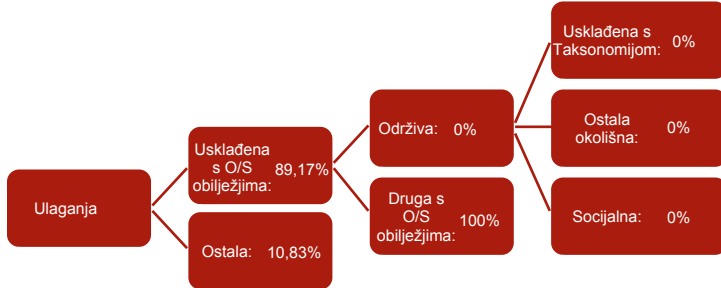 Ulaganja
Usklađena
s O/S
obilježjima: 89,17%
Ostala: 10,83%
Održiva: 0%
Druga s
O/S
obilježjima: 100%
Usklađena s
Taksonomijom: 0%
Ostala
okolišna: 0%
Socijalna: 0%